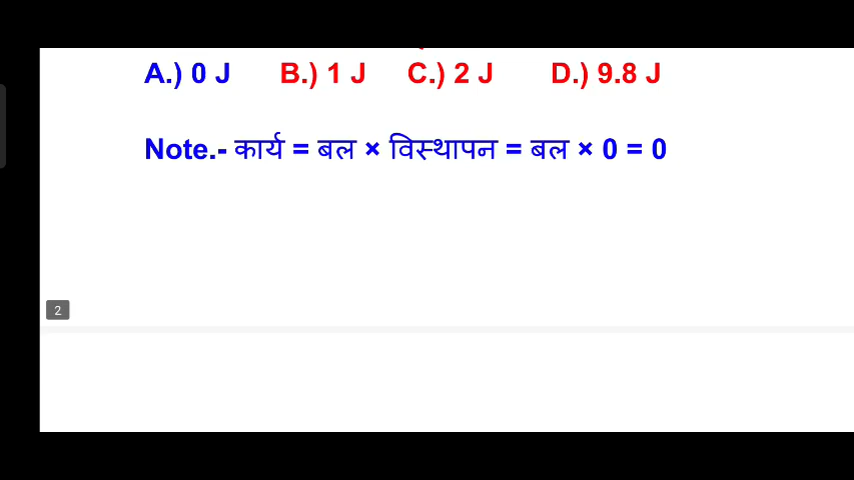 A.) 0 J B.) 1 J C.) 2 J D.) 9.8 J
Note.- कार्य = बल × विस्थापन = बल × 0 = 0
2